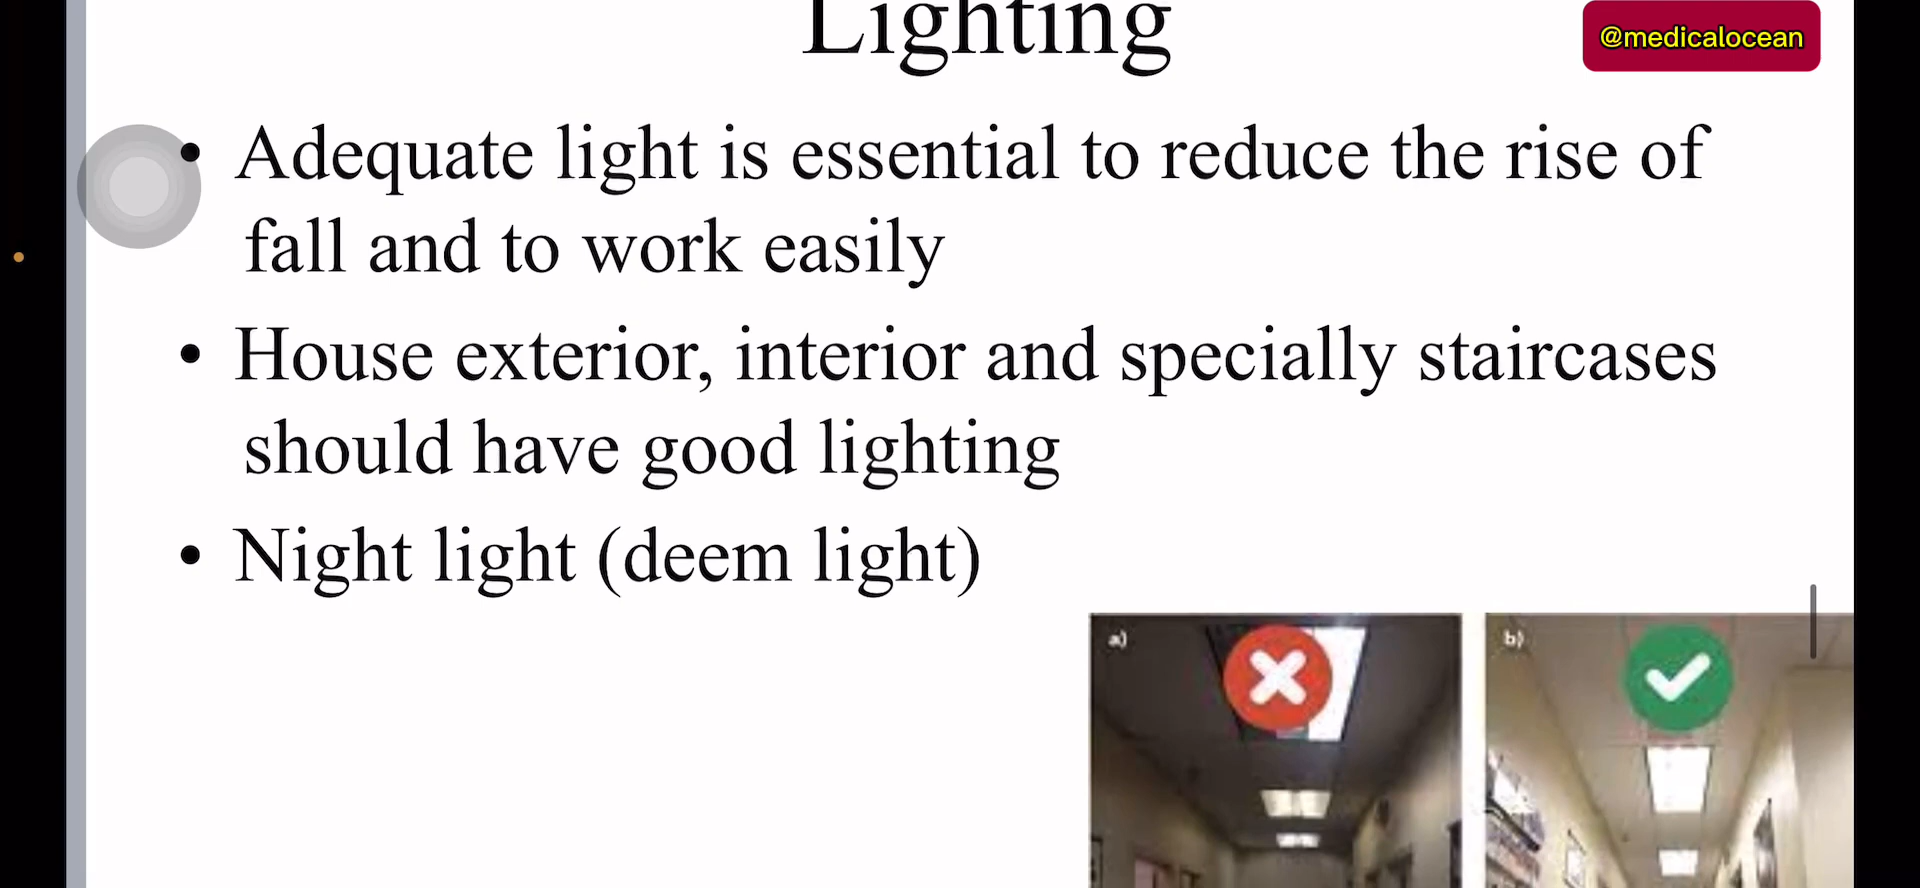 Lighting
@medicalocean
• Adequate light is essential to reduce the rise of
fall and to work easily
• House exterior, interior and specially staircases
should have good lighting
• Night light (deem light)
a)
b)